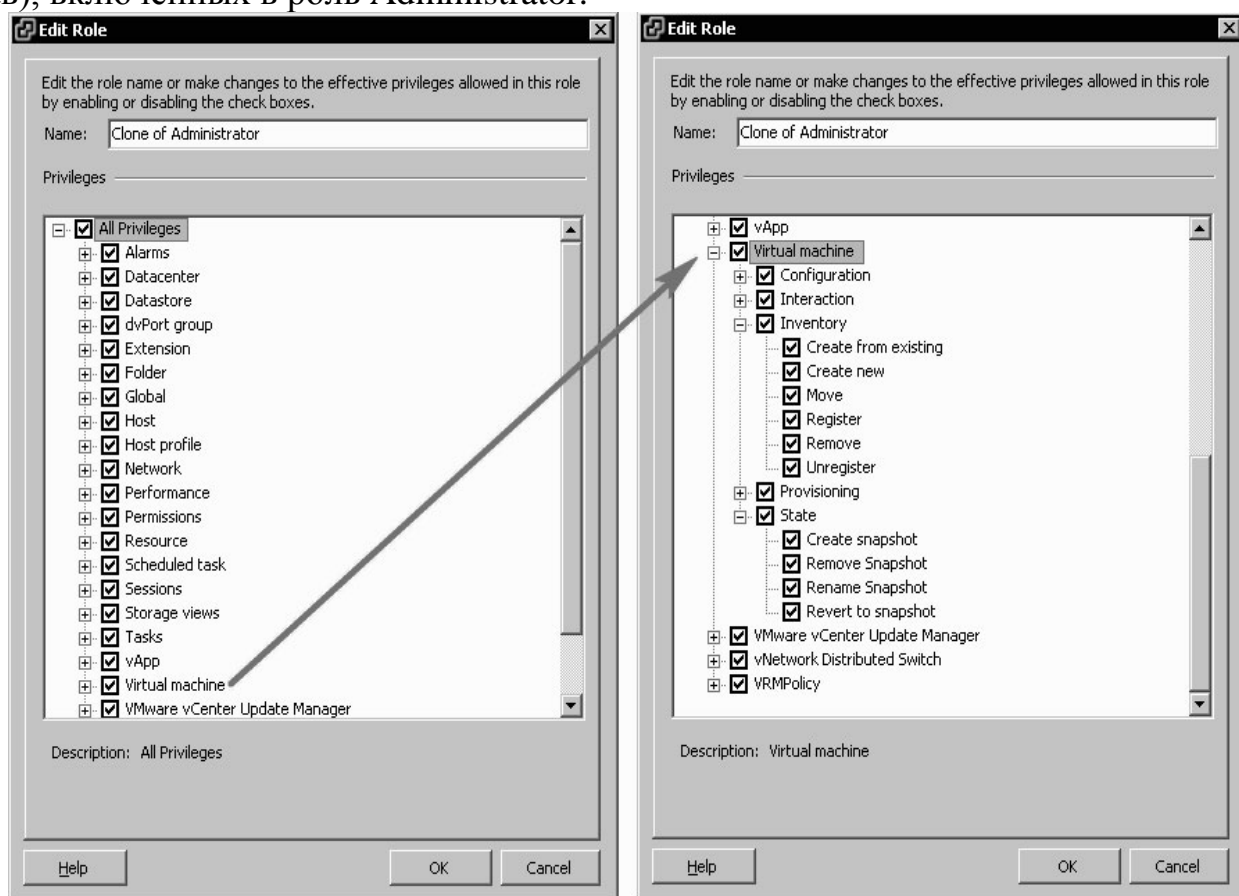 в), включенных в роль Administrator.
Edit Role
Edit the role name or make changes to the effective privileges allowed in this role
by enabling or disabling the check boxes.
Name: Clone of Administrator
Privileges
All Privileges
Alarms
Datacenter
Datastore
dvPort group
Extension
Folder
Global
Host
Host profile
Network
Performance
Permissions
Resource
Scheduled task
Sessions
Storage views
Tasks
vApp
Virtual machine
VMware vCenter Update Manager
Description: All Privileges
Help OK Cancel
Edit Role
Edit the role name or make changes to the effective privileges allowed in this role
by enabling or disabling the check boxes.
Name: Clone of Administrator
Privileges
vApp
Virtual machine
Configuration
Interaction
Inventory
Create from existing
Create new
Move
Register
Remove
Unregister
Provisioning
State
Create snapshot
Remove Snapshot
Rename Snapshot
Revert to snapshot
VMware vCenter Update Manager
vNetwork Distributed Switch
VRMPolicy
Description: Virtual machine
Help OK Cancel